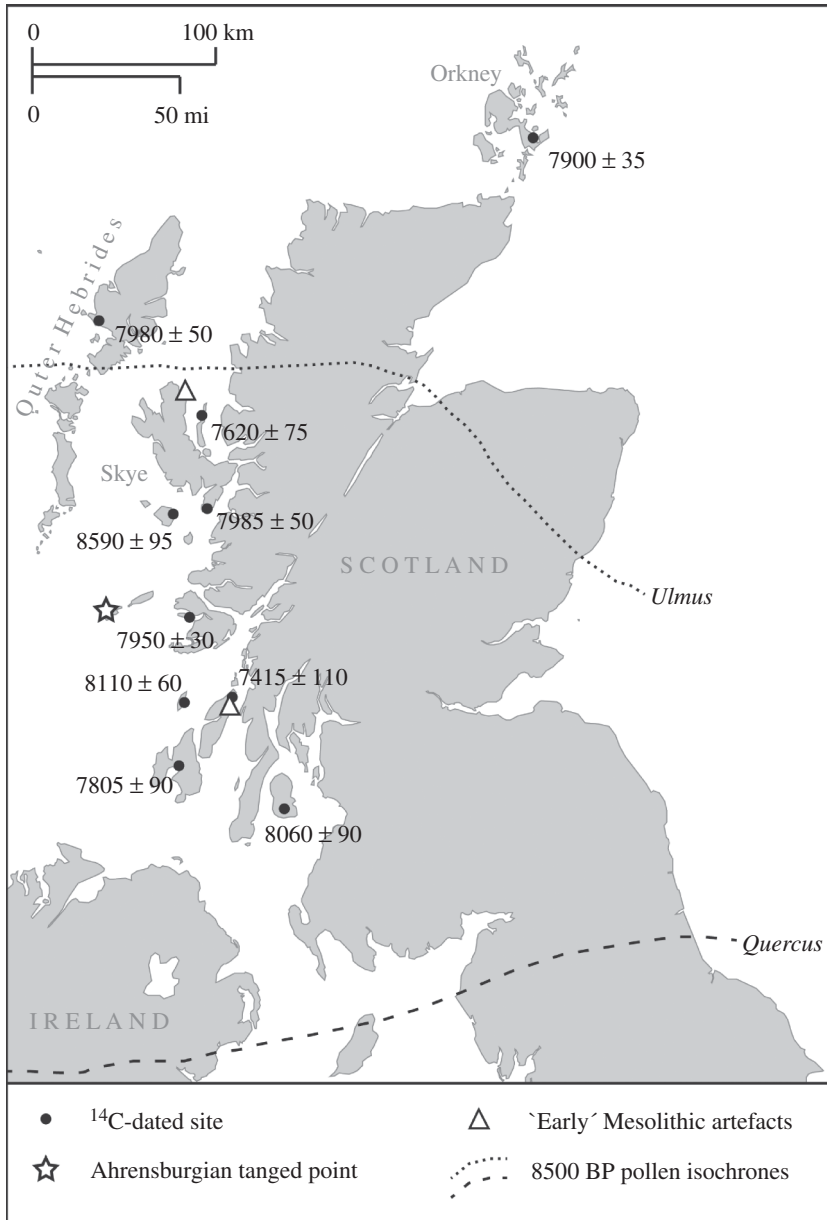 0 100 km
0 50 mi
Orkney
7900 ± 35
Outer Hebrides
7980 ± 50
7620 ± 75
Skye
7985 ± 50
8590 ± 95
SCOTLAND
Ulmus
7950 ± 30
7415 ± 110
8110 ± 60
7805 ± 90
8060 ± 90
Quercus
IRELAND
¹⁴C-dated site
`Early´ Mesolithic artefacts
Ahrensburgian tanged point
8500 BP pollen isochrones